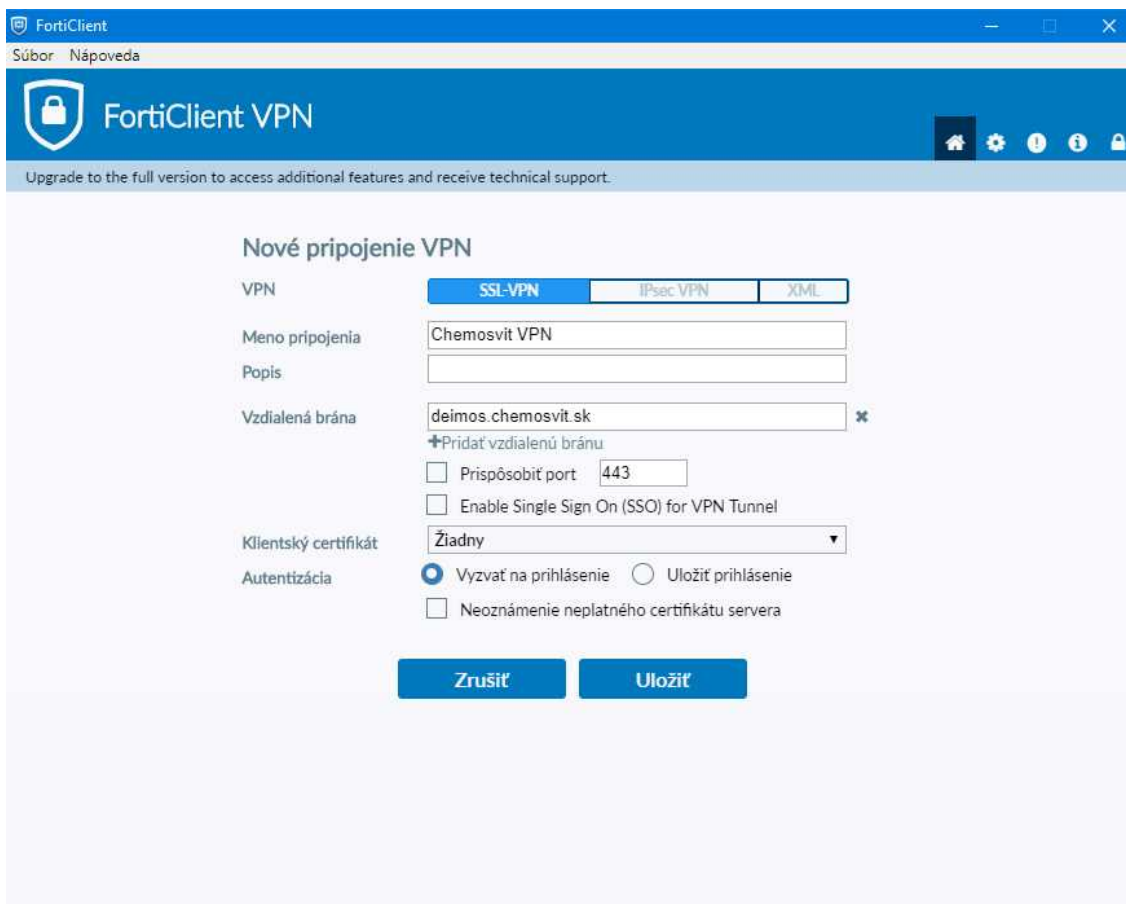 FortiClient
Súbor Nápoveda
FortiClient VPN
Upgrade to the full version to access additional features and receive technical support.
Nové pripojenie VPN
VPN SSL-VPN IPsec VPN XML
Meno pripojenia Chemosvit VPN
Popis
Vzdialená brána deimos.chemosvit.sk
+Pridať vzdialenú bránu
Prispôsobiť port 443
Enable Single Sign On (SSO) for VPN Tunnel
Klientský certifikát Žiadny
Autentizácia Vyzvať na prihlásenie Uložiť prihlásenie
Neoznámenie neplatného certifikátu servera
Zrušiť Uložiť